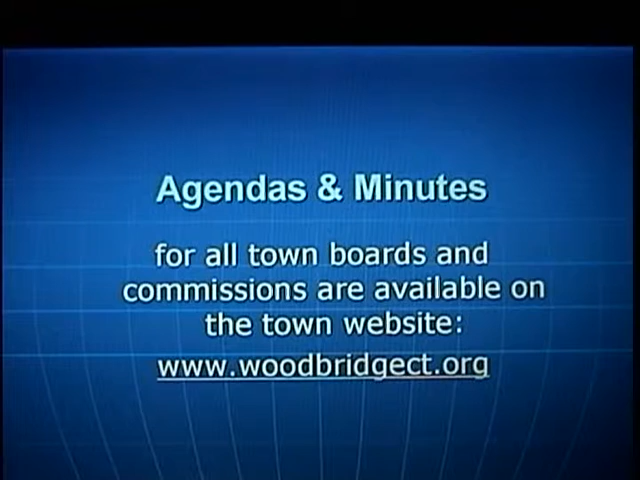 Agendas & Minutes
for all town boards and
commissions are available on
the town website:
www.woodbridgect.org